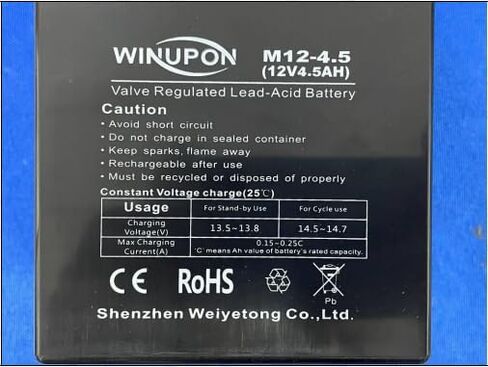 WINUPON
M12-4.5
(12V4.5AH)
Valve Regulated Lead-Acid Battery
Caution
• Avoid short circuit
• Do not charge in sealed container
• Keep sparks, flame away
• Rechargeable after use
• Must be recycled or disposed of properly
Constant Voltage charge(25℃)
Usage For Stand-by Use For Cycle use
Charging Voltage(V) 13.5~13.8 14.5~14.7
Max Charging Current(A) 0.15~0.25C
'C' means Ah value of battery's rated capacity.
CE RoHS Pb
Shenzhen Weiyetong Co.,Ltd.